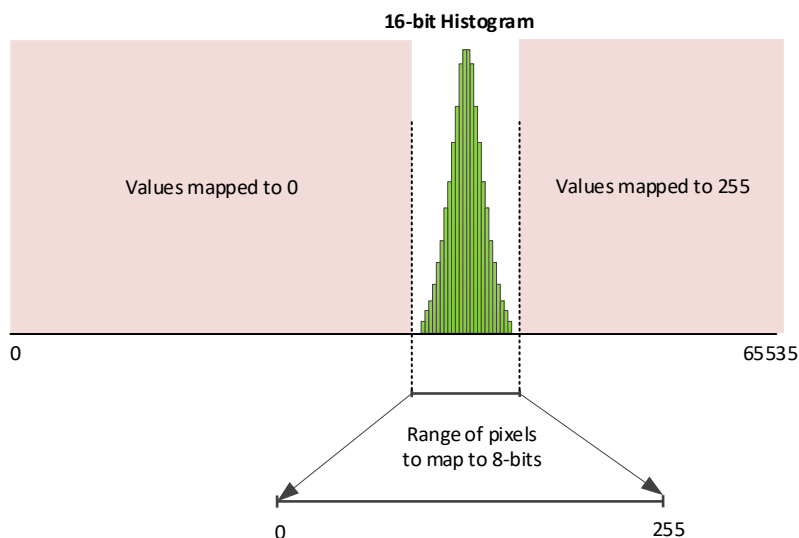 16-bit Histogram
Values mapped to 0
Values mapped to 255
0
65535
Range of pixels
to map to 8-bits
0
255